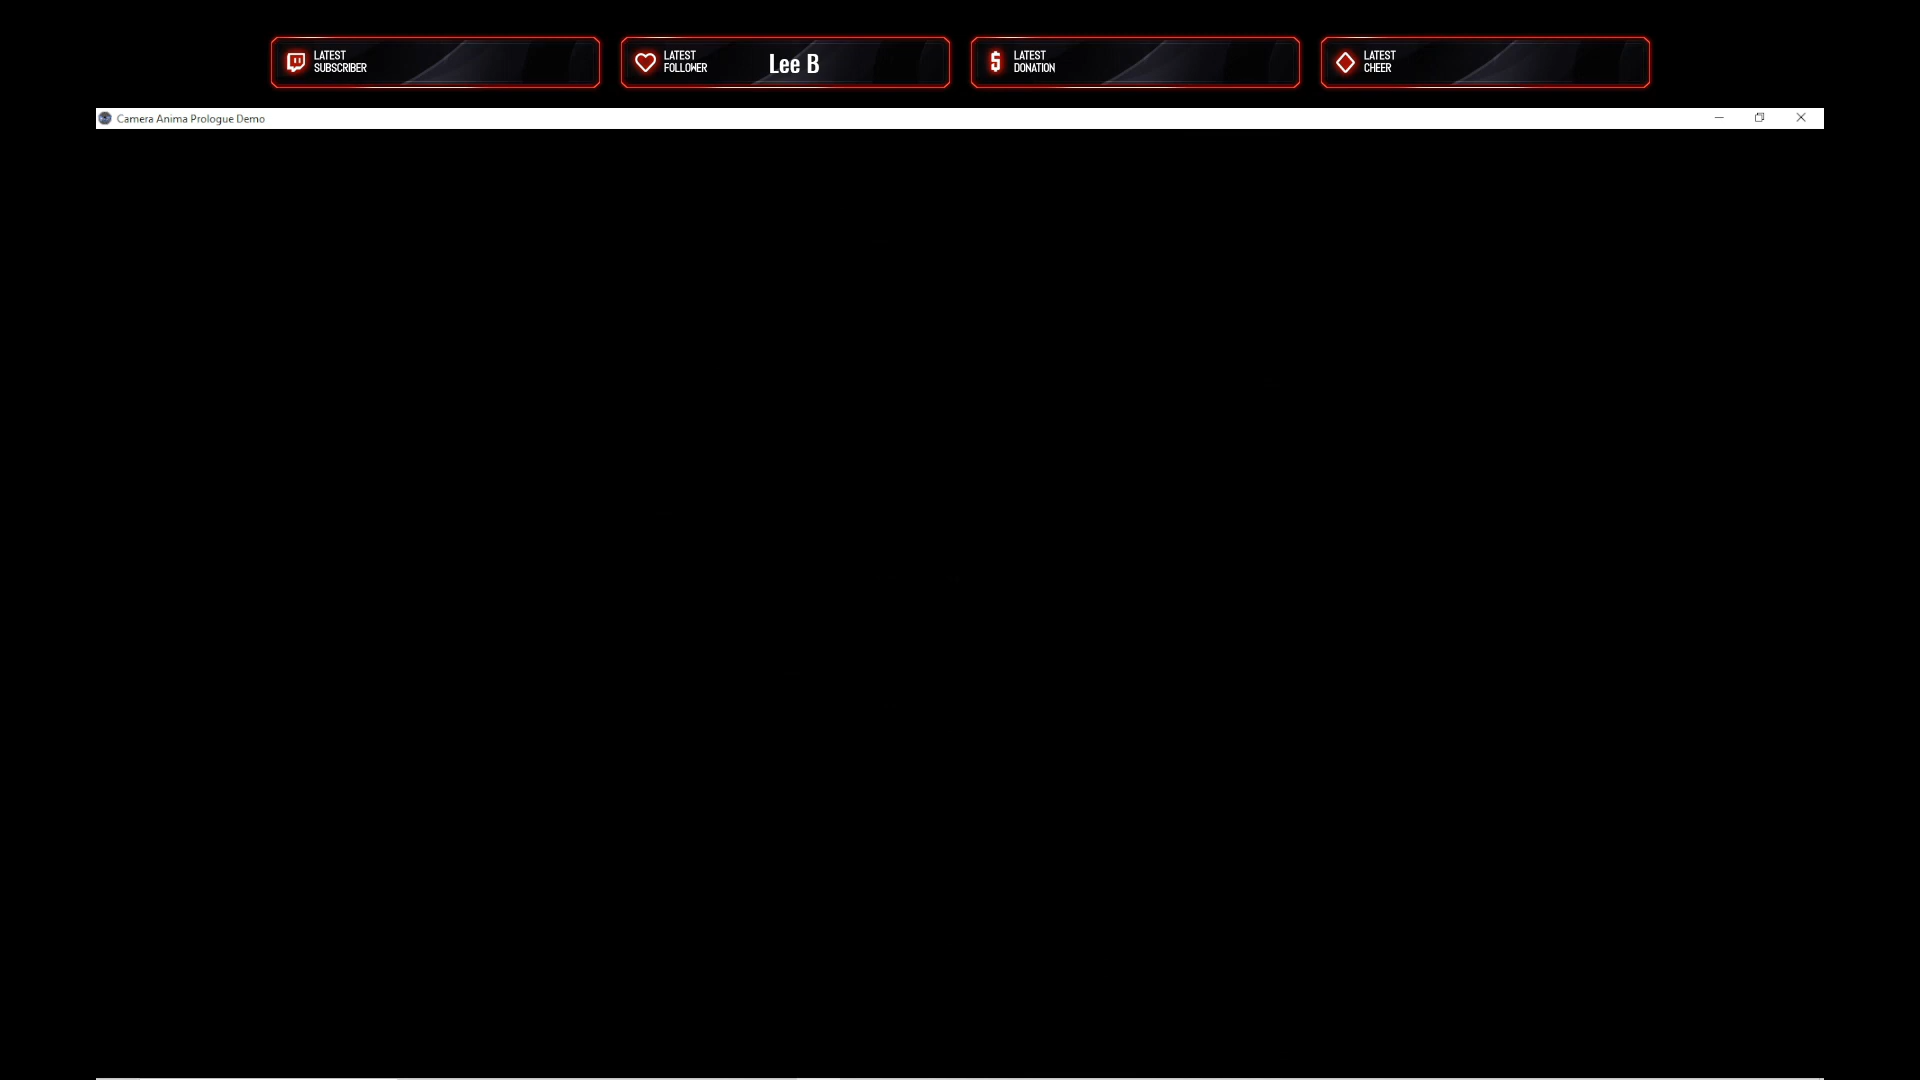 LATEST
SUBSCRIBER
LATEST
FOLLOWER
Lee B
LATEST
DONATION
LATEST
CHEER
Camera Anima Prologue Demo